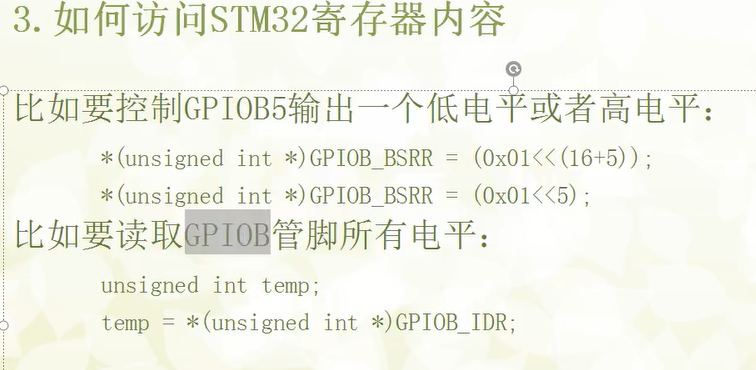 3.如何访问STM32寄存器内容
比如要控制GPIOB5输出一个低电平或者高电平：
*(unsigned int *)GPIOB_BSRR = (0x01<<(16+5));
*(unsigned int *)GPIOB_BSRR = (0x01<<5);
比如要读取GPIOB管脚所有电平：
unsigned int temp;
temp = *(unsigned int *)GPIOB_IDR;